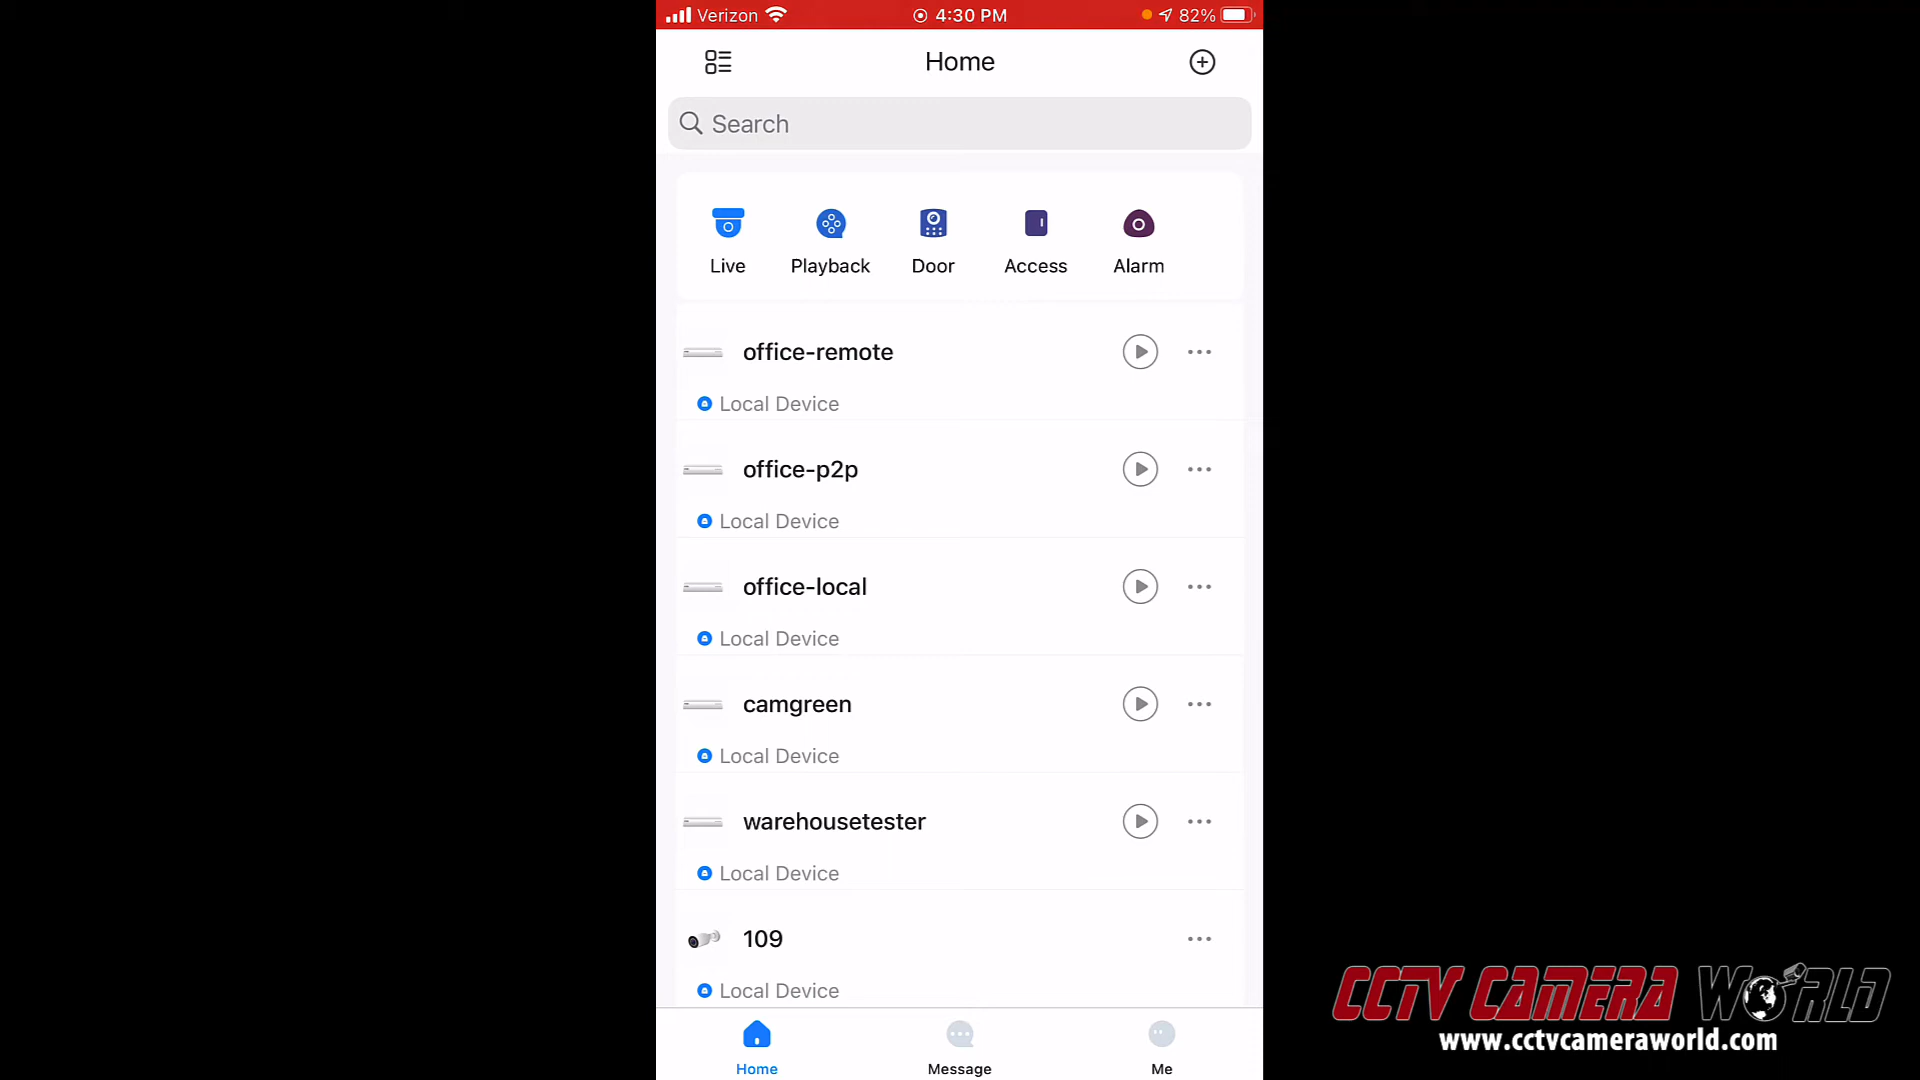 Verizon 4:30 PM 82%
Home
Search
Live Playback Door Access Alarm
office-remote
Local Device
office-p2p
Local Device
office-local
Local Device
camgreen
Local Device
warehousetester
Local Device
109
Local Device
Home Message Me
CCTV CAMERA WORLD
www.cctvcameraworld.com